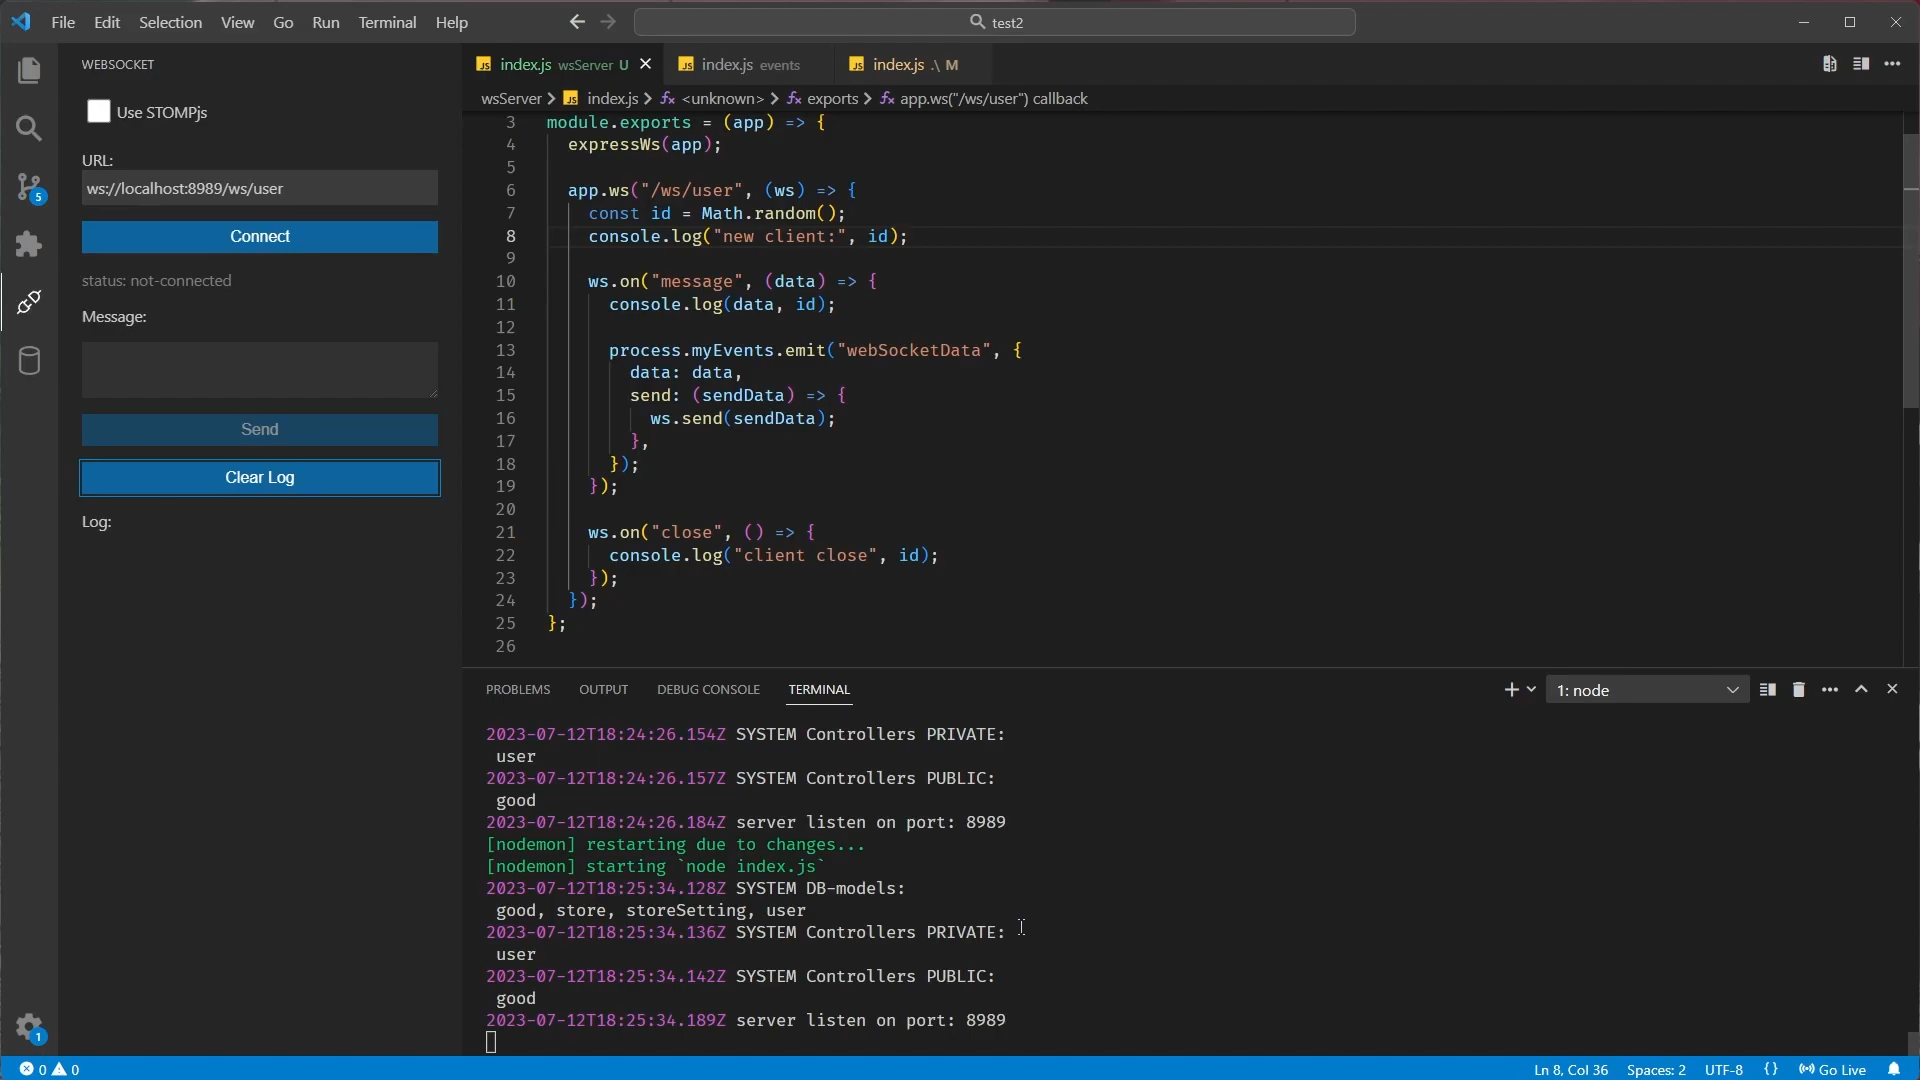 File Edit Selection View Go Run Terminal Help
test2
WEBSOCKET
Use STOMPjs
URL:
ws://localhost:8989/ws/user
Connect
status: not-connected
Message:
Send
Clear Log
Log:
5
1
JS index.js wsServer U
JS index.js events
JS index.js .\ M
wsServer > JS index.js > <unknown> > exports > app.ws("/ws/user") callback
3 module.exports = (app) => {
4 expressWs(app);
5
6 app.ws("/ws/user", (ws) => {
7 const id = Math.random();
8 console.log("new client:", id);
9
10 ws.on("message", (data) => {
11 console.log(data, id);
12
13 process.myEvents.emit("webSocketData", {
14 data: data,
15 send: (sendData) => {
16 ws.send(sendData);
17 },
18 });
19 });
20
21 ws.on("close", () => {
22 console.log("client close", id);
23 });
24 });
25 };
26
PROBLEMS OUTPUT DEBUG CONSOLE TERMINAL
1: node
2023-07-12T18:24:26.154Z SYSTEM Controllers PRIVATE:
user
2023-07-12T18:24:26.157Z SYSTEM Controllers PUBLIC:
good
2023-07-12T18:24:26.184Z server listen on port: 8989
[nodemon] restarting due to changes...
[nodemon] starting `node index.js`
2023-07-12T18:25:34.128Z SYSTEM DB-models:
good, store, storeSetting, user
2023-07-12T18:25:34.136Z SYSTEM Controllers PRIVATE:
user
2023-07-12T18:25:34.142Z SYSTEM Controllers PUBLIC:
good
2023-07-12T18:25:34.189Z server listen on port: 8989
0 0
Ln 8, Col 36 Spaces: 2 UTF-8 {} Go Live